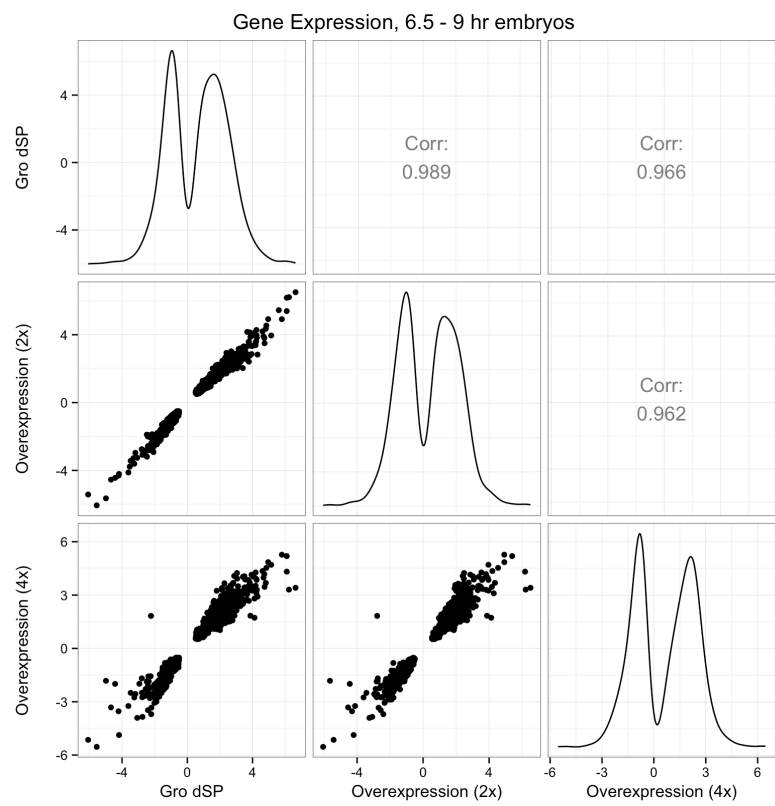 Gene Expression, 6.5 - 9 hr embryos
Gro dSP
4
0
-4
Corr:
0.989
Corr:
0.966
Overexpression (2x)
4
0
-4
Corr:
0.962
Overexpression (4x)
6
3
0
-3
-6
-4 0 4
-4 0 4
-6 -3 0 3 6
Gro dSP
Overexpression (2x)
Overexpression (4x)